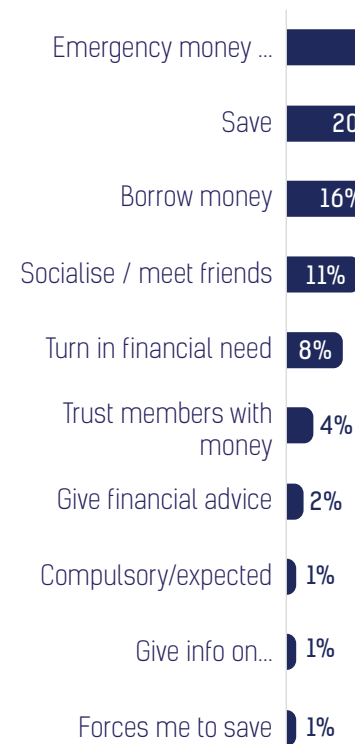 Emergency money ...
Save 20
Borrow money 16%
Socialise / meet friends 11%
Turn in financial need 8%
Trust members with
money 4%
Give financial advice 2%
Compulsory/expected 1%
Give info on... 1%
Forces me to save 1%